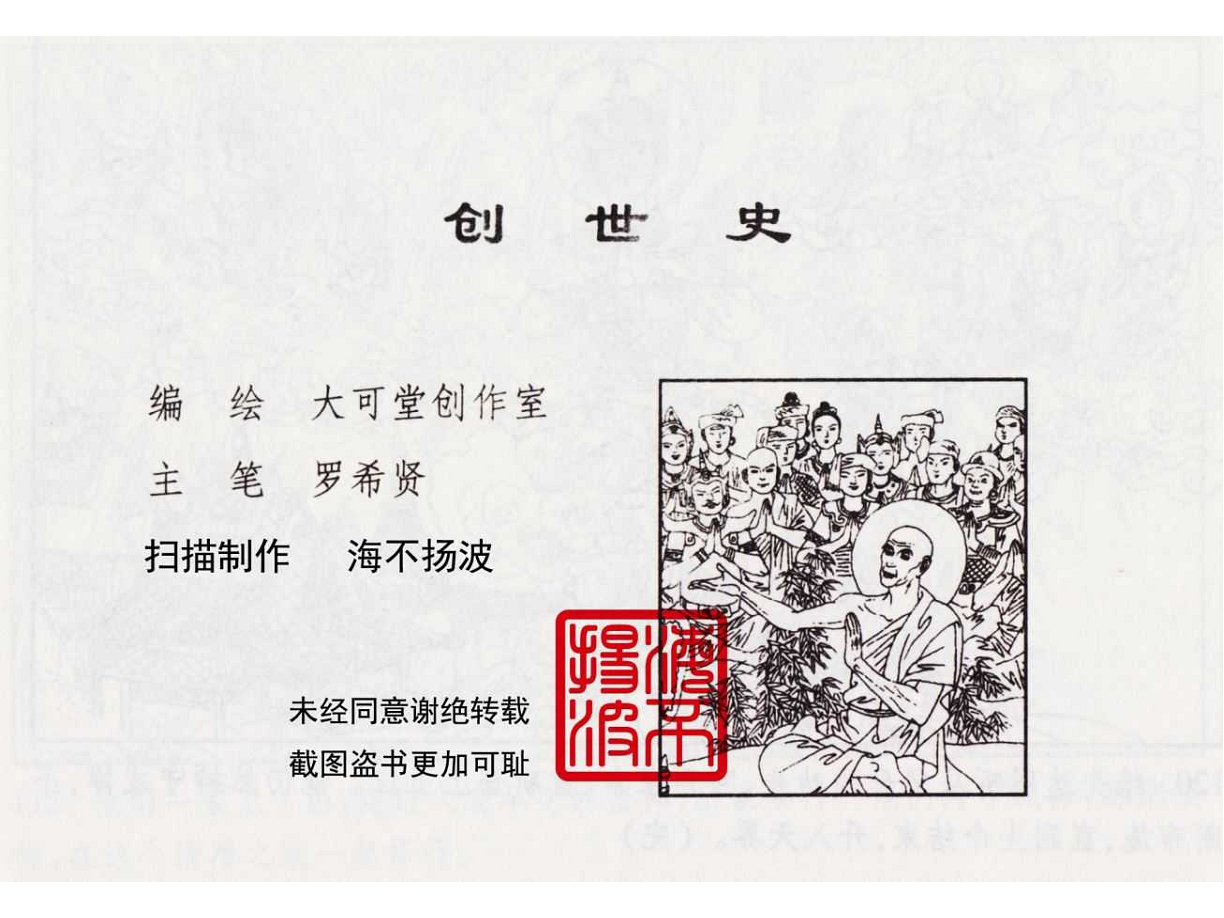 创世史
编绘 大可堂创作室
主笔 罗希贤
扫描制作 海不扬波
未经同意谢绝转载
截图盗书更加可耻
海不揚波